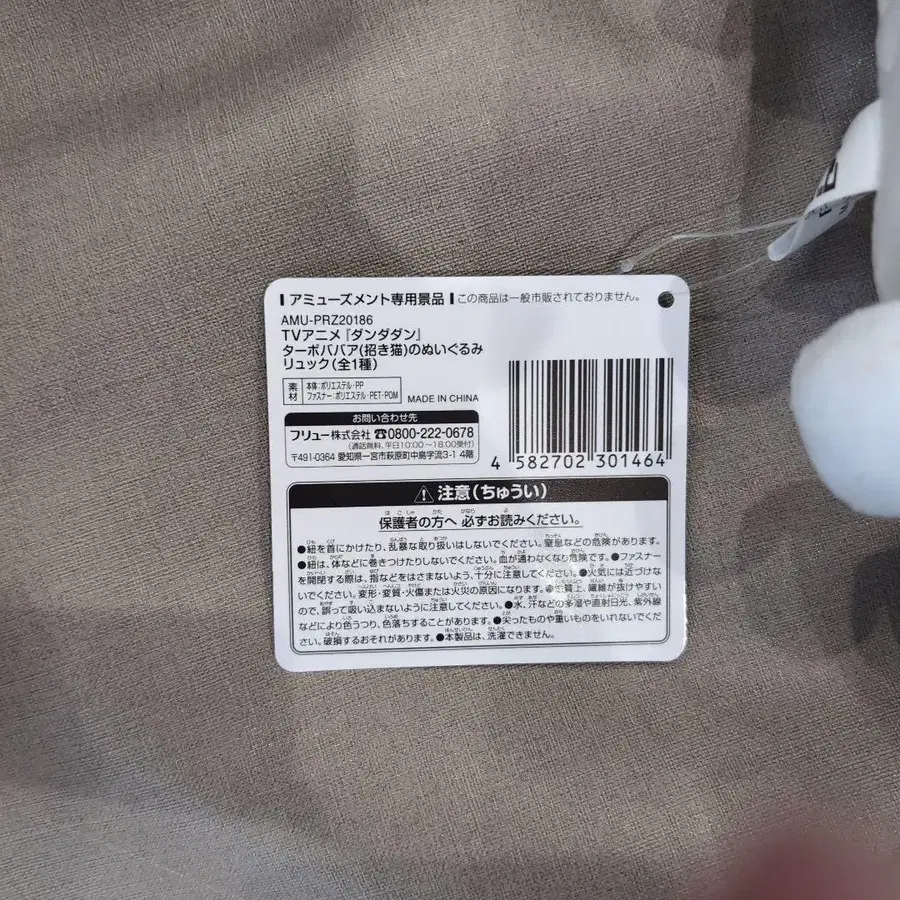 アミューズメント専用景品 この商品は一般市販されておりません。
AMU-PRZ20186
TVアニメ『ダンダダン』
ターボババア(招き猫)のぬいぐるみ
リュック(全1種)
素材 本体:ポリエステル・PP
ファスナー:ポリエステル・PET・POM
MADE IN CHINA
お問い合わせ先
フリュー株式会社 ☎0800-222-0678
(通話無料、平日10:00～18:00受付)
〒491-0364 愛知県一宮市萩原町中島字流3-1 4階
4 582702 301464
⚠注意(ちゅうい)
保護者の方へ 必ずお読みください。
●紐を首にかけたり、乱暴な取り扱いはしないでください。窒息などの危険があります。
●紐は、体などに巻きつけたりしないでください。血が通わなくなり危険です。●ファスナー
を開閉する際は、指などをはさまないよう、十分に注意してください。●火気には近づけな
いでください。変形・変質・火傷または火災の原因になります。●生質上、繊維が抜けやすい
ので、誤って吸い込まないように注意してください。●水、汗などの多湿や直射日光、紫外線
などにより色うつり、色落ちすることがあります。●尖ったものや重いものをいれないでくだ
さい。破損するおそれがあります。●本製品は、洗濯できません。